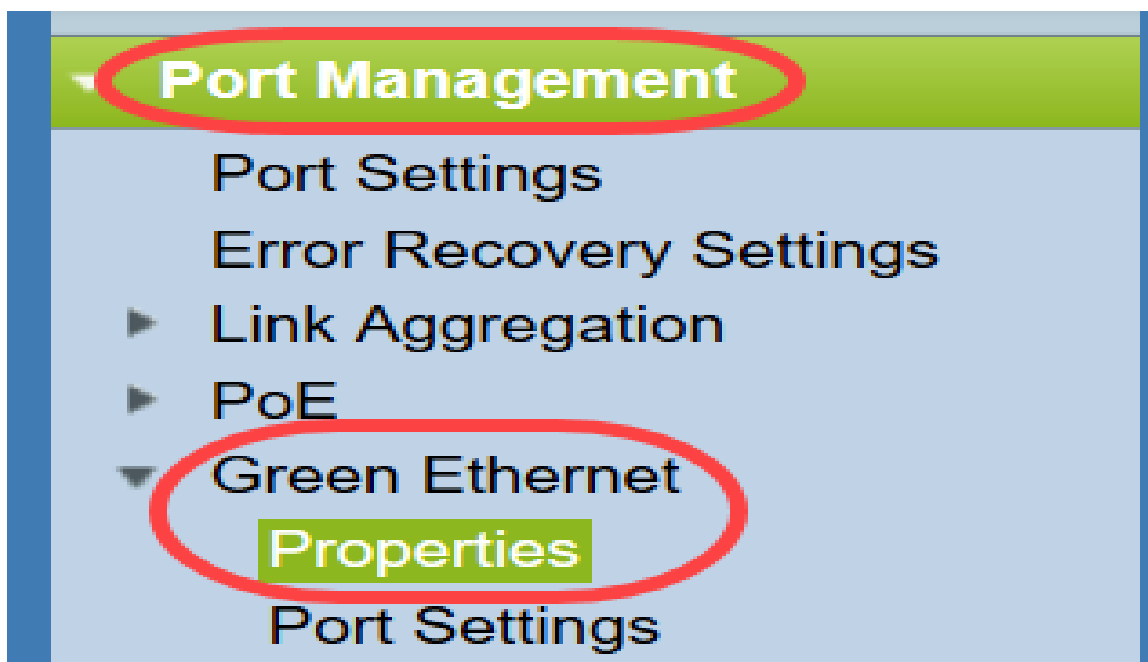 Port Management
Port Settings
Error Recovery Settings
Link Aggregation
PoE
Green Ethernet
Properties
Port Settings